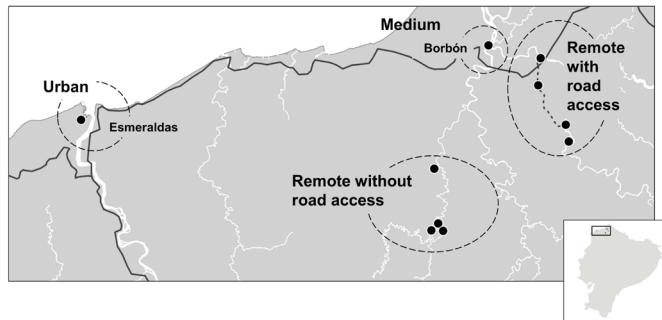 Medium
Borbón
Remote
with
road
access
Urban
Esmeraldas
Remote without
road access